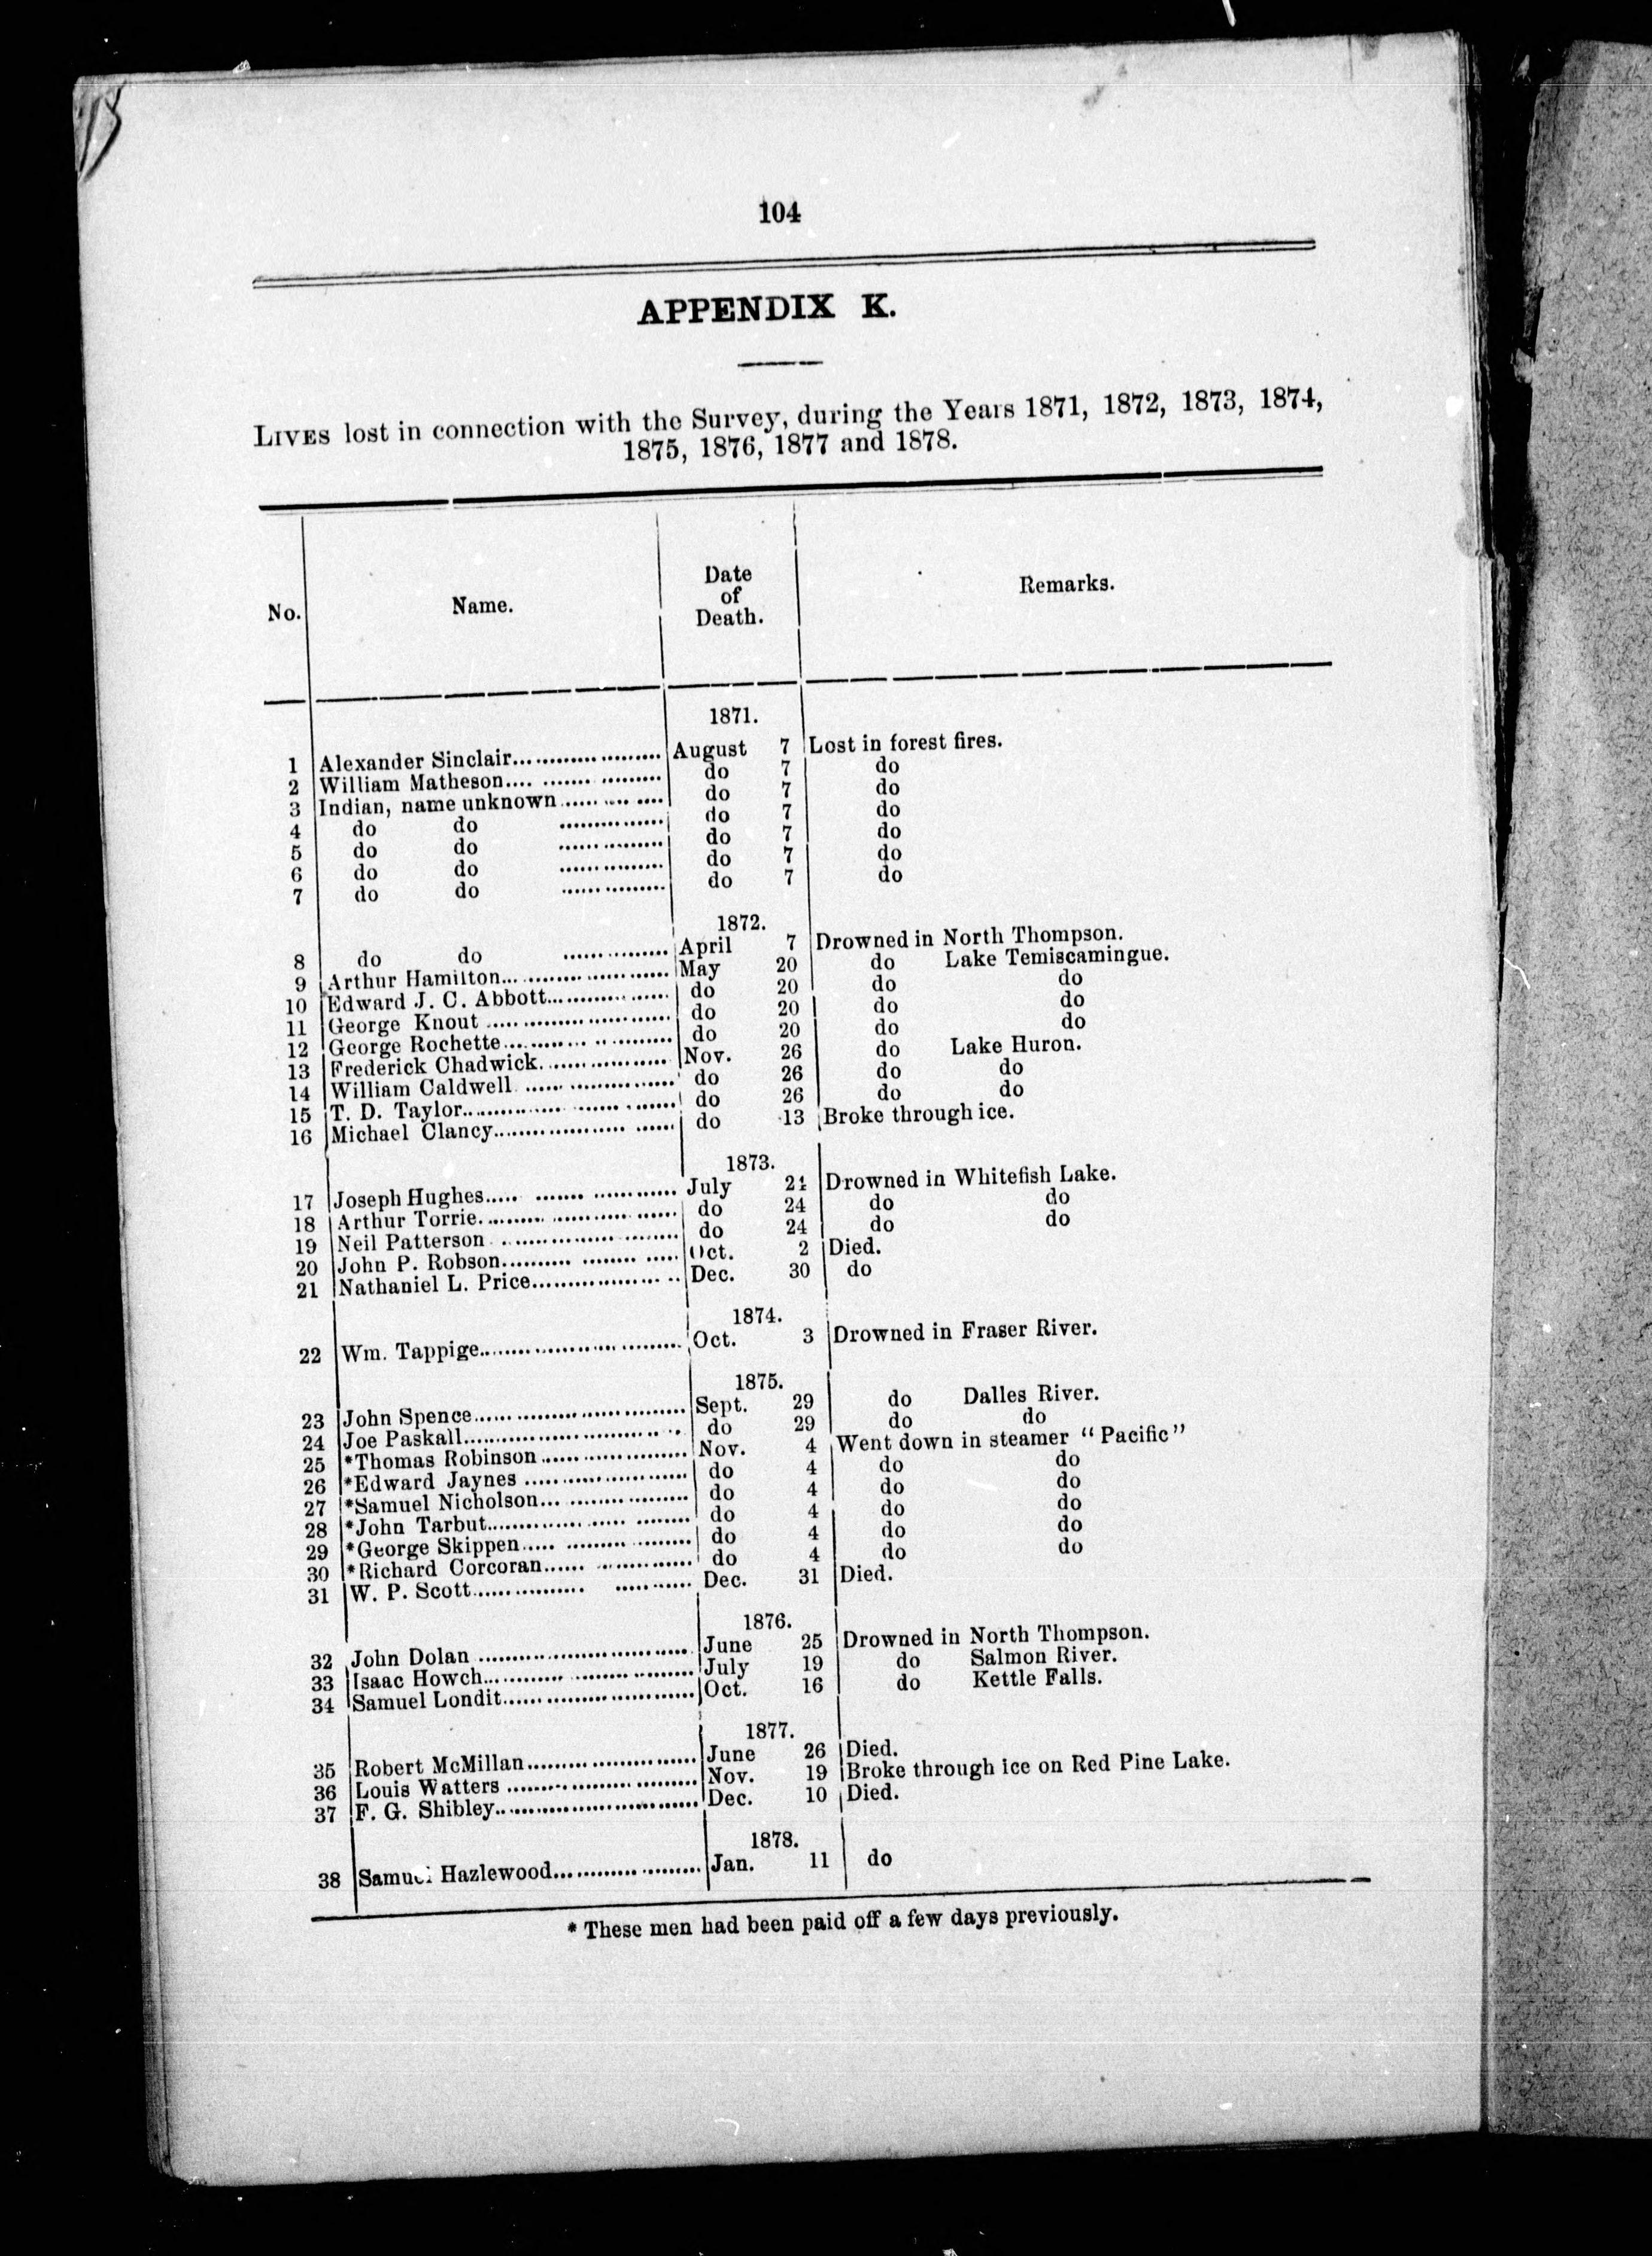 104
APPENDIX K.
LIVES lost in connection with the Survey, during the Years 1871, 1872, 1873, 1874,
1875, 1876, 1877 and 1878.
No. Name. Date of Death. Remarks.
1871.
1 Alexander Sinclair August 7 Lost in forest fires.
2 William Matheson do 7 do
3 Indian, name unknown do 7 do
4 do do do 7 do
5 do do do 7 do
6 do do do 7 do
7 do do do 7 do
1872.
8 do do April 7 Drowned in North Thompson.
9 Arthur Hamilton May 20 do Lake Temiscamingue.
10 Edward J. C. Abbott do 20 do do
11 George Knout do 20 do do
12 George Rochette do 20 do do
13 Frederick Chadwick Nov. 26 do Lake Huron.
14 William Caldwell do 26 do do
15 T. D. Taylor do 26 do do
16 Michael Clancy do 13 Broke through ice.
1873.
17 Joseph Hughes July 24 Drowned in Whitefish Lake.
18 Arthur Torrie do 24 do do
19 Neil Patterson do 24 do do
20 John P. Robson Oct. 2 Died.
21 Nathaniel L. Price Dec. 30 do
1874.
22 Wm. Tappige Oct. 3 Drowned in Fraser River.
1875.
23 John Spence Sept. 29 do Dalles River.
24 Joe Paskall do 29 do do
25 *Thomas Robinson Nov. 4 Went down in steamer "Pacific"
26 *Edward Jaynes do 4 do do
27 *Samuel Nicholson do 4 do do
28 *John Tarbut do 4 do do
29 *George Skippen do 4 do do
30 *Richard Corcoran do 4 do do
31 W. P. Scott Dec. 31 Died.
1876.
32 John Dolan June 25 Drowned in North Thompson.
33 Isaac Howch July 19 do Salmon River.
34 Samuel Londit Oct. 16 do Kettle Falls.
1877.
35 Robert McMillan June 26 Died.
36 Louis Watters Nov. 19 Broke through ice on Red Pine Lake.
37 F. G. Shibley Dec. 10 Died.
1878.
38 Samuel Hazlewood Jan. 11 do
* These men had been paid off a few days previously.